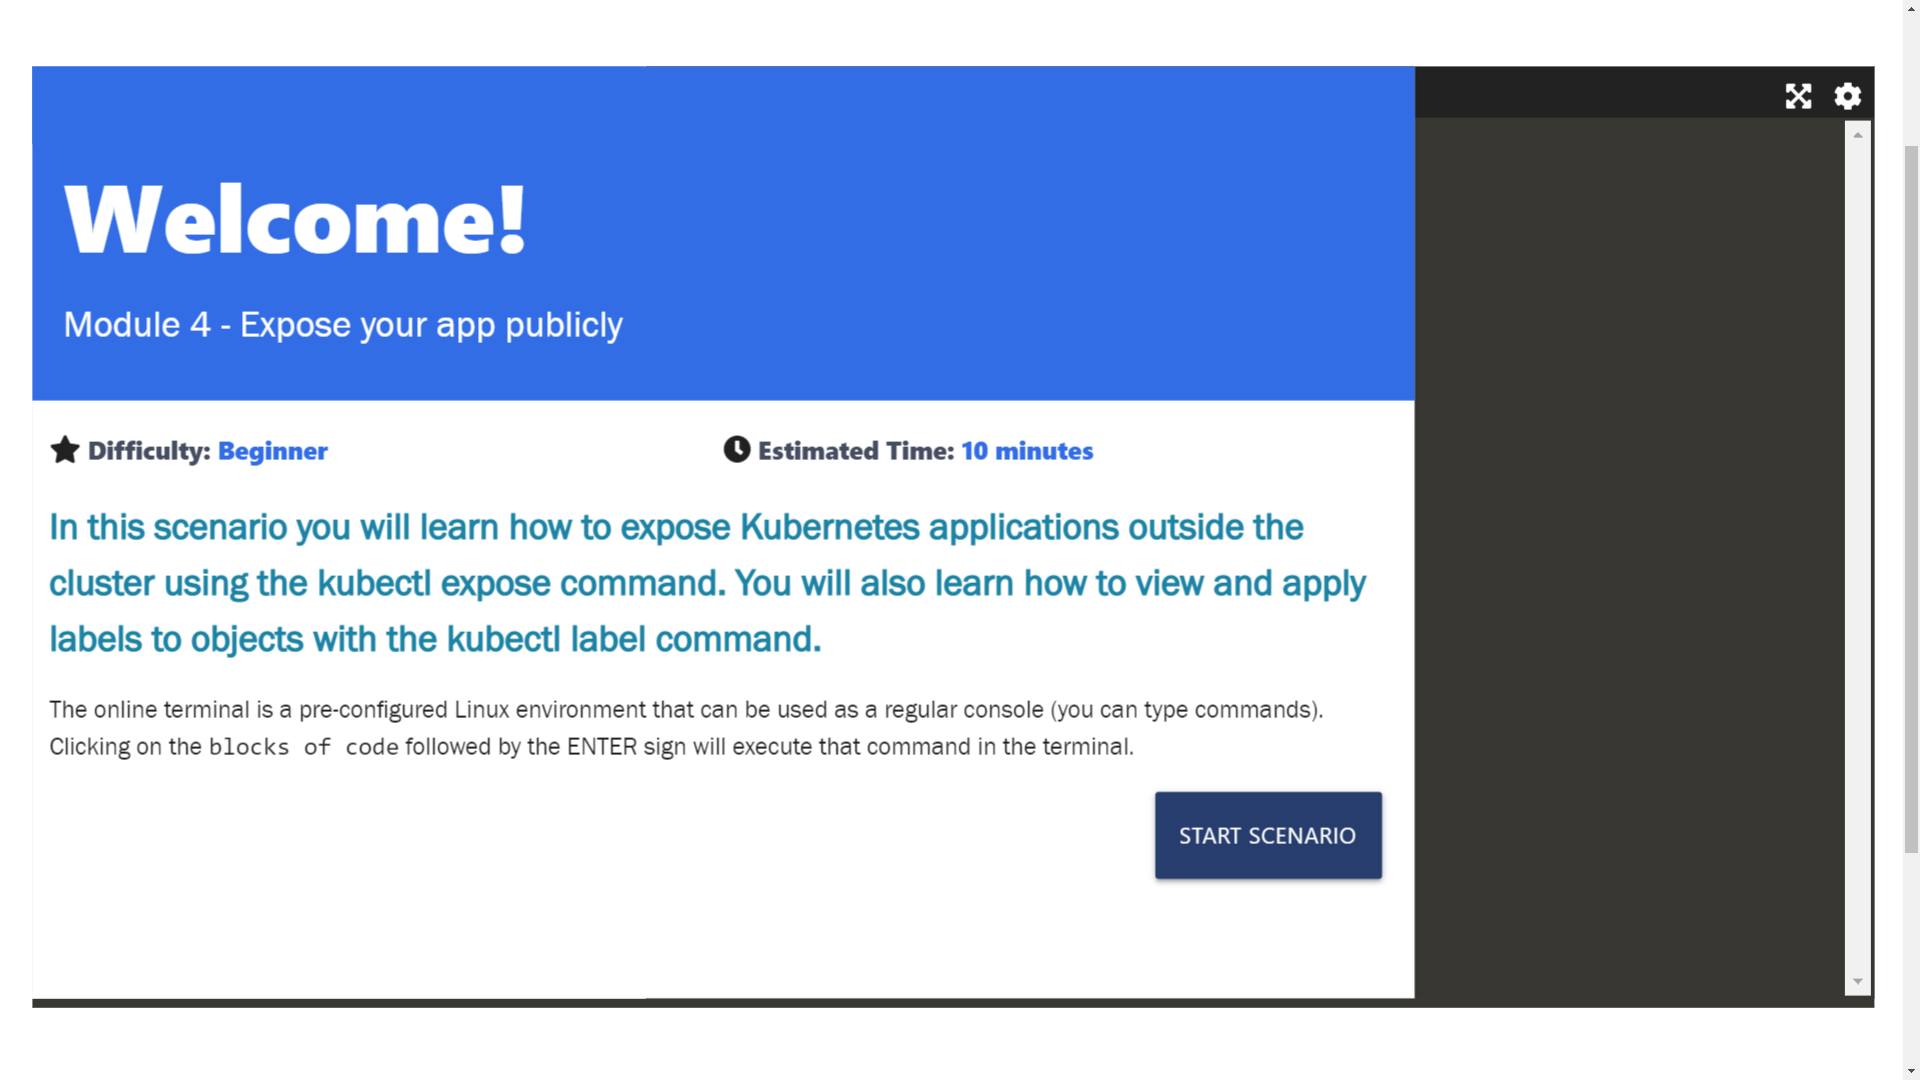 Welcome!
Module 4 - Expose your app publicly
Difficulty: Beginner
Estimated Time: 10 minutes
In this scenario you will learn how to expose Kubernetes applications outside the
cluster using the kubectl expose command. You will also learn how to view and apply
labels to objects with the kubectl label command.
The online terminal is a pre-configured Linux environment that can be used as a regular console (you can type commands).
Clicking on the blocks of code followed by the ENTER sign will execute that command in the terminal.
START SCENARIO